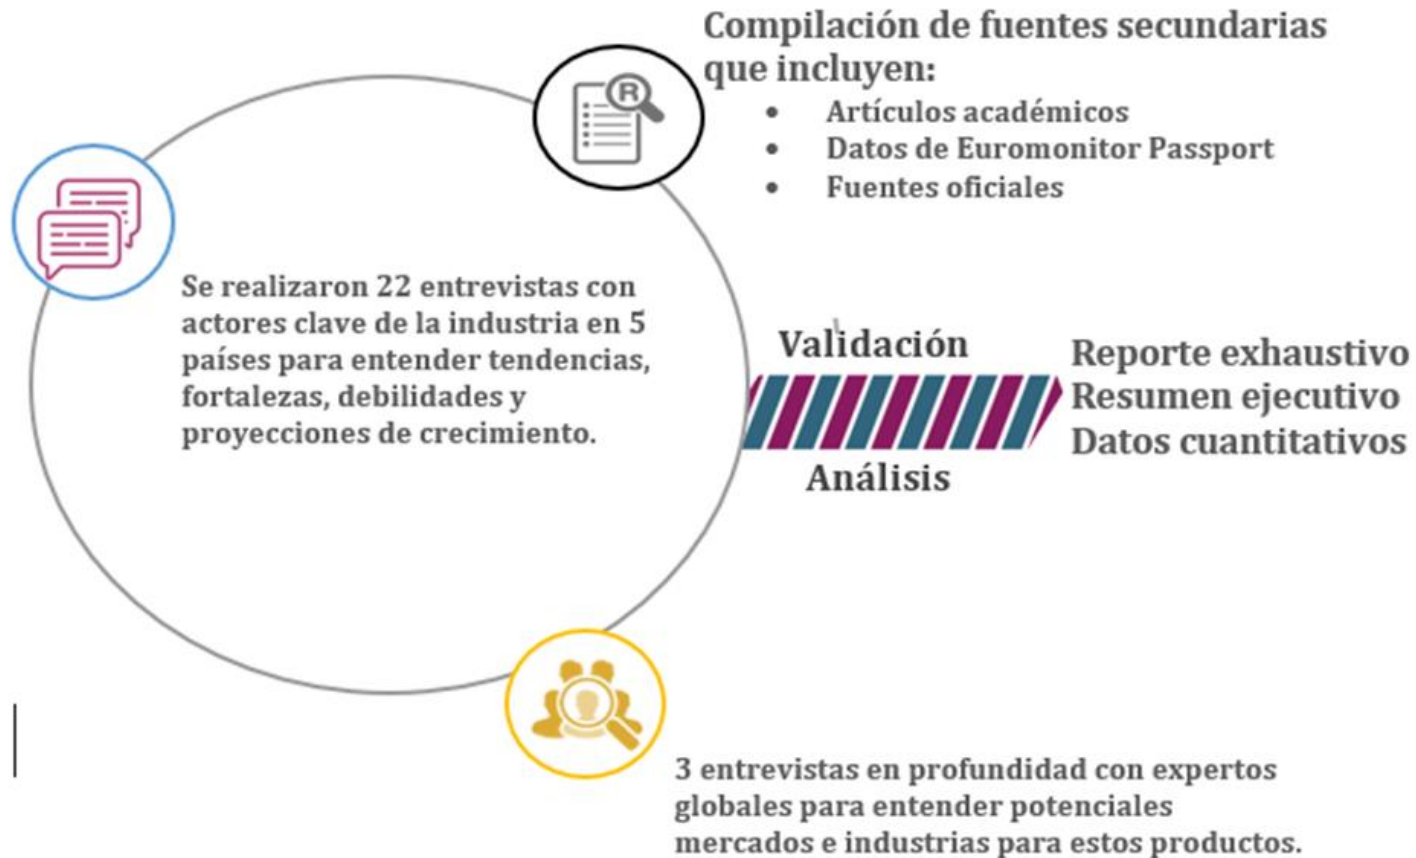 Compilación de fuentes secundarias
que incluyen:
• Artículos académicos
• Datos de Euromonitor Passport
• Fuentes oficiales
R
Se realizaron 22 entrevistas con
actores clave de la industria en 5
países para entender tendencias,
fortalezas, debilidades y
proyecciones de crecimiento.
Validación
Análisis
Reporte exhaustivo
Resumen ejecutivo
Datos cuantitativos
3 entrevistas en profundidad con expertos
globales para entender potenciales
mercados e industrias para estos productos.